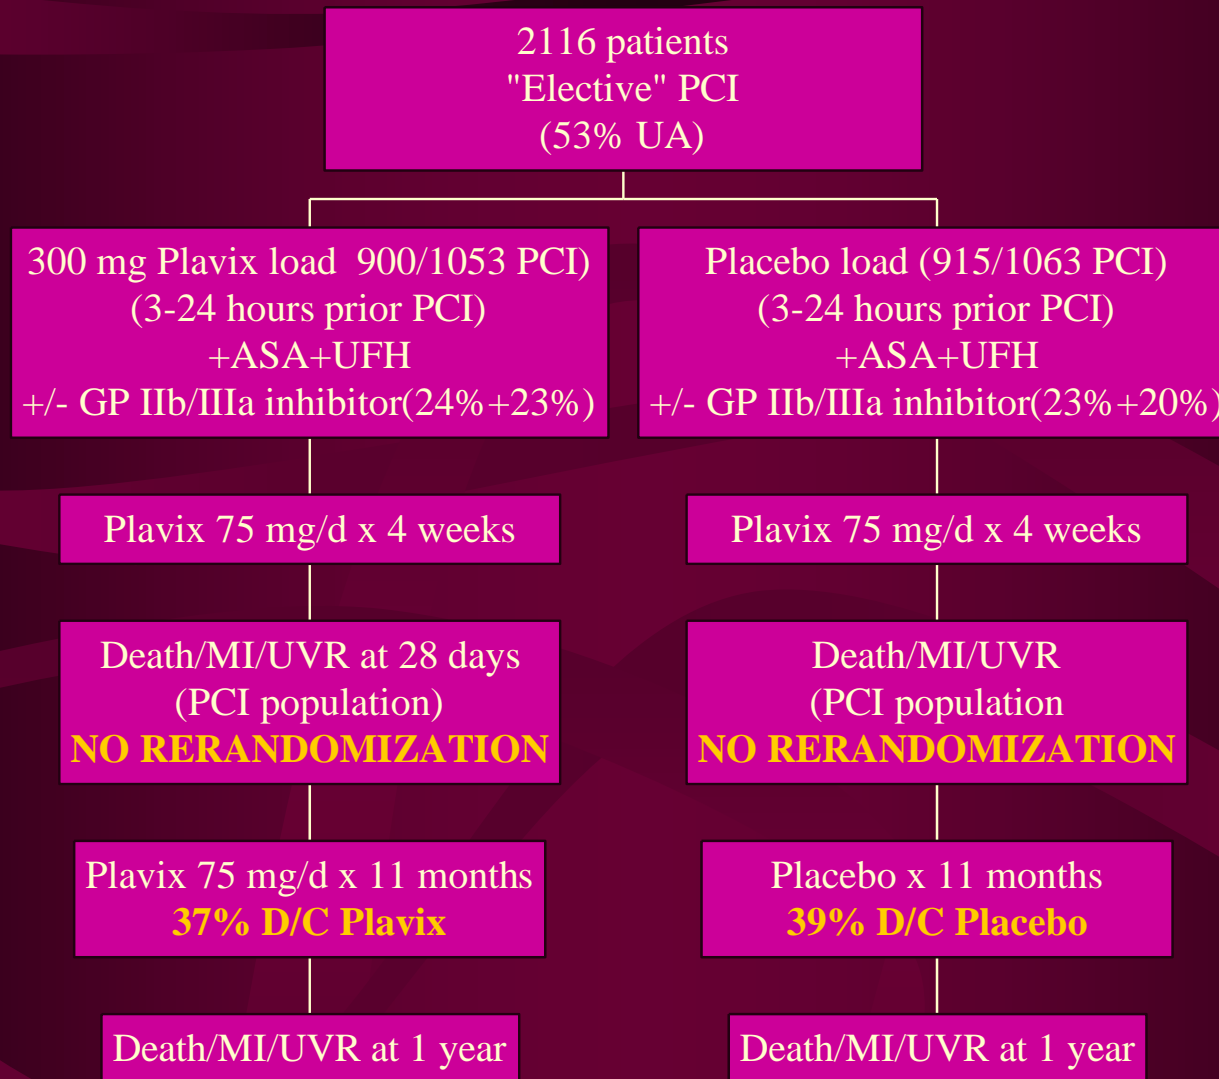 2116 patients
"Elective" PCI
(53% UA)
300 mg Plavix load  900/1053 PCI)
(3-24 hours prior PCI)
+ASA+UFH
+/- GP IIb/IIIa inhibitor(24%+23%)
Placebo load (915/1063 PCI)
(3-24 hours prior PCI)
+ASA+UFH
+/- GP IIb/IIIa inhibitor(23%+20%)
Plavix 75 mg/d x 4 weeks
Plavix 75 mg/d x 4 weeks
Death/MI/UVR at 28 days
(PCI population)
NO RERANDOMIZATION
Death/MI/UVR
(PCI population
NO RERANDOMIZATION
Plavix 75 mg/d x 11 months
37% D/C Plavix
Placebo x 11 months
39% D/C Placebo
Death/MI/UVR at 1 year
Death/MI/UVR at 1 year